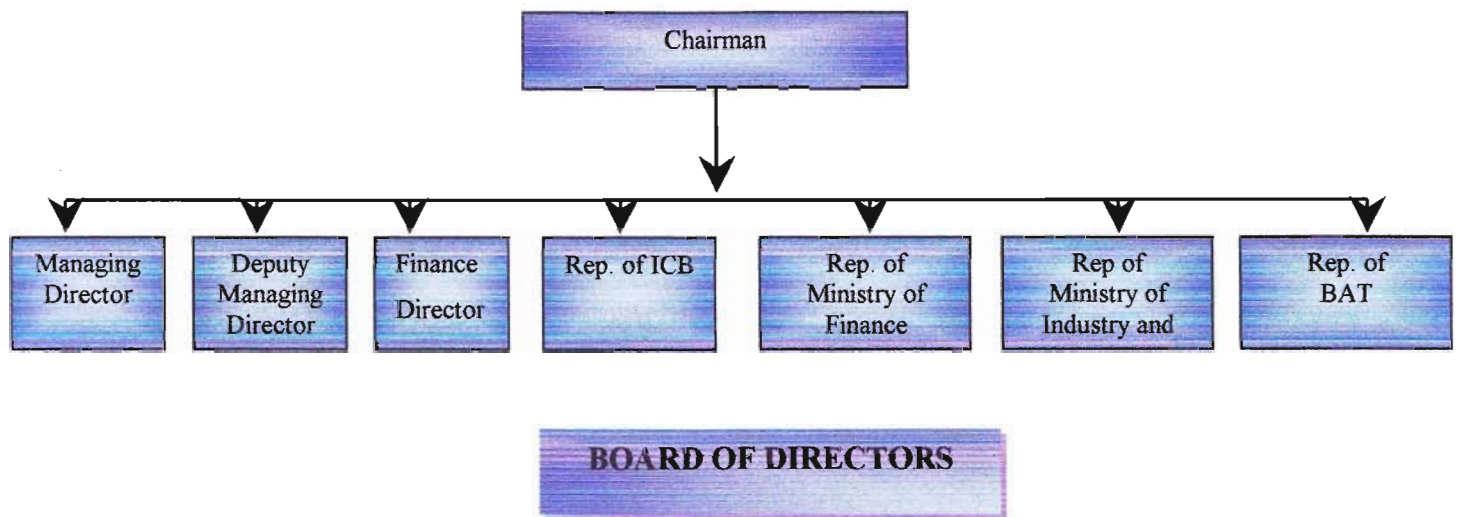 Chairman
Managing
Director
Deputy
Managing
Director
Finance
Director
Rep. of ICB
Rep. of
Ministry of
Finance
Rep of
Ministry of
Industry and
Rep. of
BAT
BOARD OF DIRECTORS